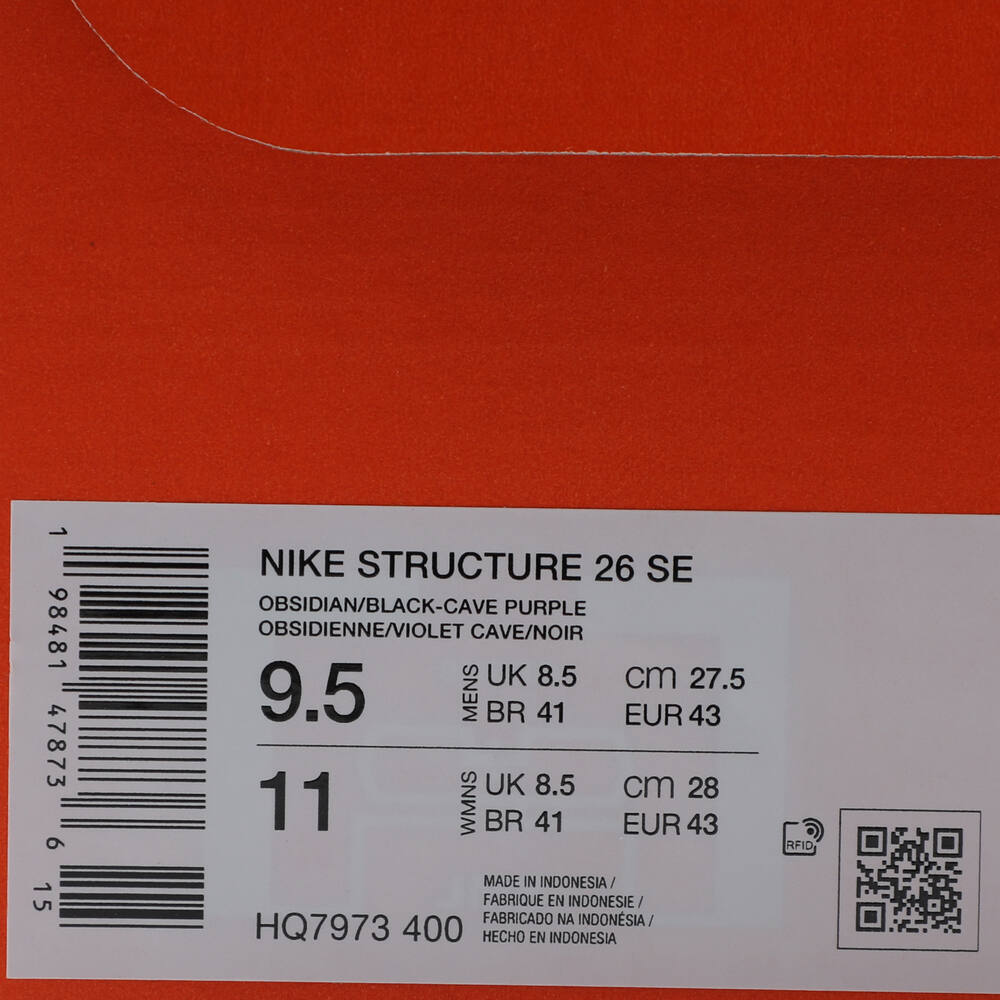 NIKE STRUCTURE 26 SE
OBSIDIAN/BLACK-CAVE PURPLE
OBSIDIENNE/VIOLET CAVE/NOIR
9.5
MENS
UK 8.5
cm 27.5
BR 41
EUR 43
11
WMNS
UK 8.5
cm 28
BR 41
EUR 43
RFID
HQ7973 400
MADE IN INDONESIA /
FABRIQUE EN INDONESIE /
FABRICADO NA INDONÉSIA /
HECHO EN INDONESIA
1 98481 47873 6 15